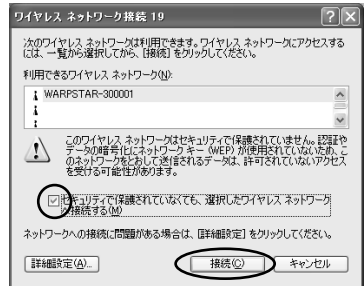 ワイヤレス ネットワーク接続 19
次のワイヤレス ネットワークは利用できます。ワイヤレス ネットワークにアクセスする
には、一覧から選択してから、[接続] をクリックしてください。
利用できるワイヤレス ネットワーク(N):
WARPSTAR-300001
このワイヤレス ネットワークはセキュリティで保護されていません。認証や
データの暗号化にネットワーク キー (WEP) が使用されていないため、こ
のネットワークをとおして送信されるデータは、許可されていないアクセス
を受ける可能性があります。
セキュリティで保護されていなくても、選択したワイヤレス ネットワーク
へ接続する(M)
ネットワークへの接続に問題がある場合は、[詳細設定] をクリックしてください。
詳細設定(A)...
接続(C)
キャンセル